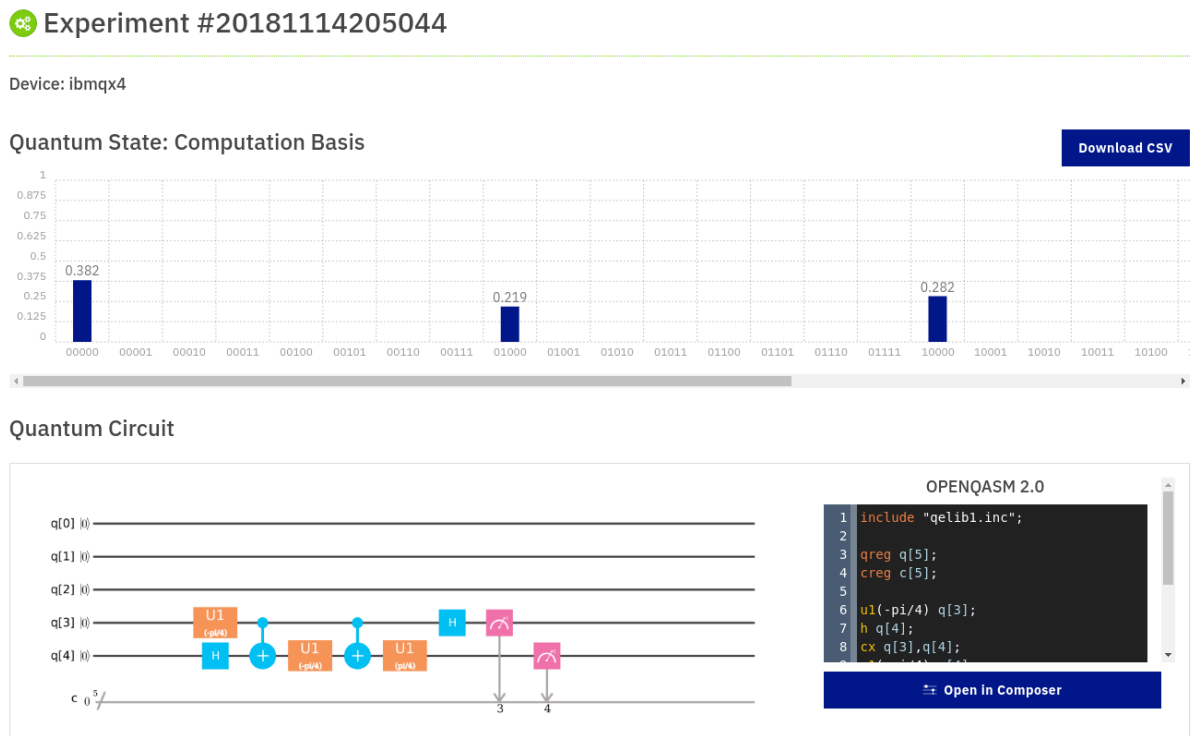 Experiment #20181114205044
Device: ibmqx4
Quantum State: Computation Basis
Download CSV
1
0.875
0.75
0.625
0.5
0.375
0.25
0.125
0
0.382
0.219
0.282
00000 00001 00010 00011 00100 00101 00110 00111 01000 01001 01010 01011 01100 01101 01110 01111 10000 10001 10010 10011 10100
Quantum Circuit
q[0] |0⟩
q[1] |0⟩
q[2] |0⟩
q[3] |0⟩
q[4] |0⟩
U1
(-pi/4)
H
H
+
U1
(-pi/4)
+
U1
(pi/4)
c 0 5
3 4
OPENQASM 2.0
1 include "qelib1.inc";
2
3 qreg q[5];
4 creg c[5];
5
6 u1(-pi/4) q[3];
7 h q[4];
8 cx q[3],q[4];
Open in Composer